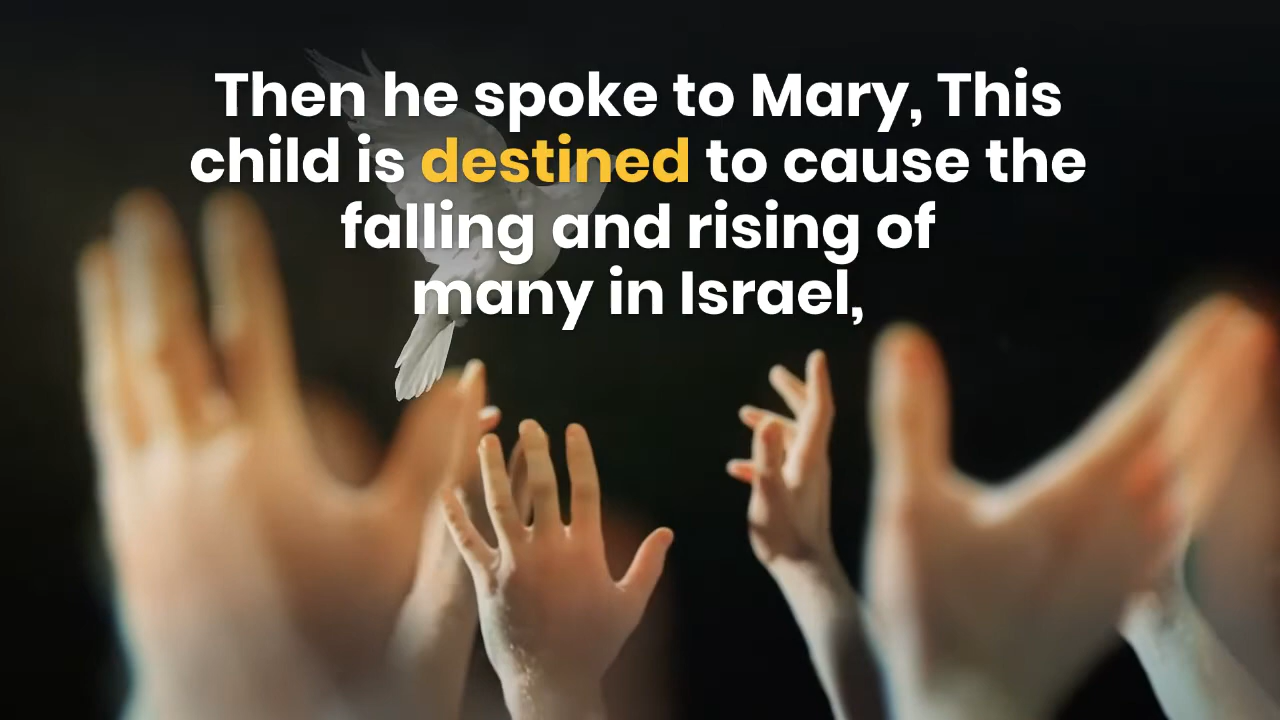 Then he spoke to Mary, This
child is destined to cause the
falling and rising of
many in Israel,